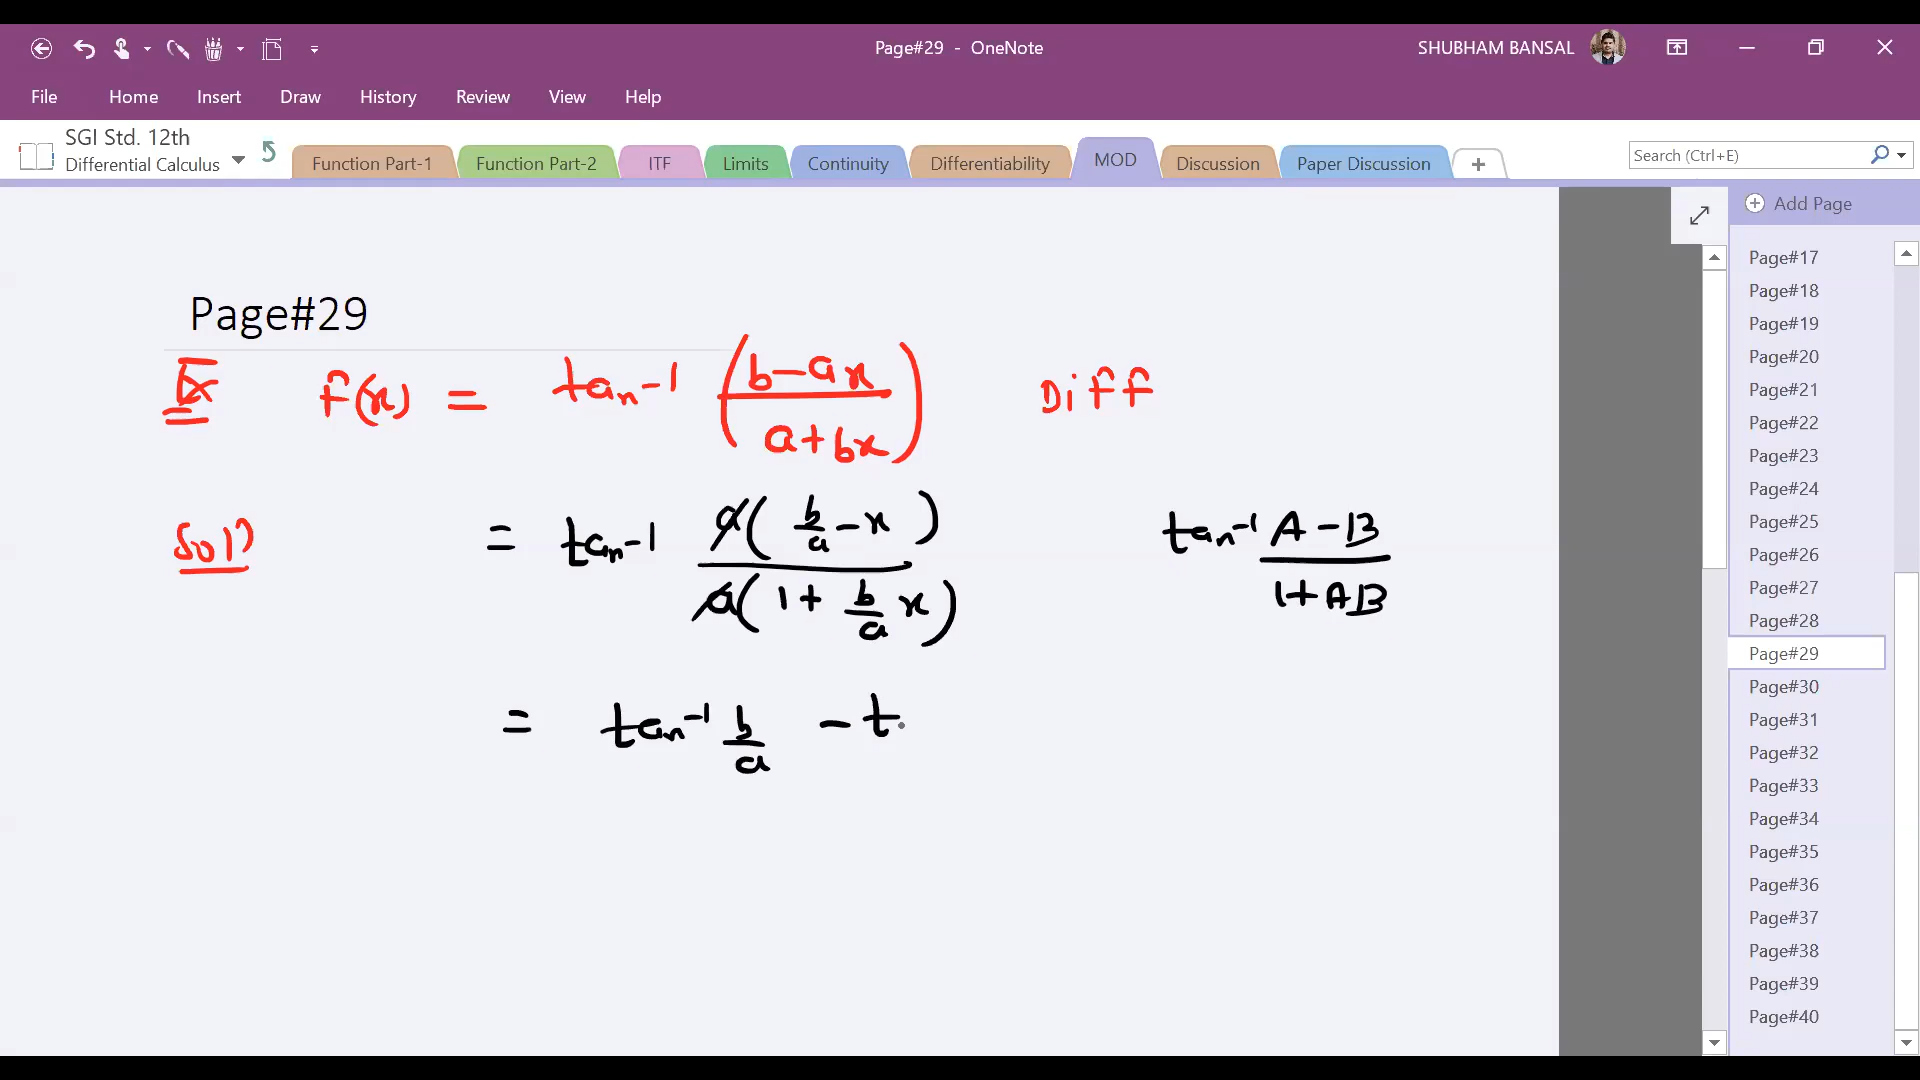 Page#29 - OneNote
SHUBHAM BANSAL
File Home Insert Draw History Review View Help
SGI Std. 12th
Differential Calculus
Function Part-1 Function Part-2 ITF Limits Continuity Differentiability MOD Discussion Paper Discussion +
Search (Ctrl+E)
Add Page
Page#29
Ex f(x) = tan-1 (b-ax / a+bx) Diff
Soln = tan-1 a(b/a - x) / a(1 + b/a x)
tan-1 A-B / 1+AB
= tan-1 b/a - t
Page#17
Page#18
Page#19
Page#20
Page#21
Page#22
Page#23
Page#24
Page#25
Page#26
Page#27
Page#28
Page#29
Page#30
Page#31
Page#32
Page#33
Page#34
Page#35
Page#36
Page#37
Page#38
Page#39
Page#40